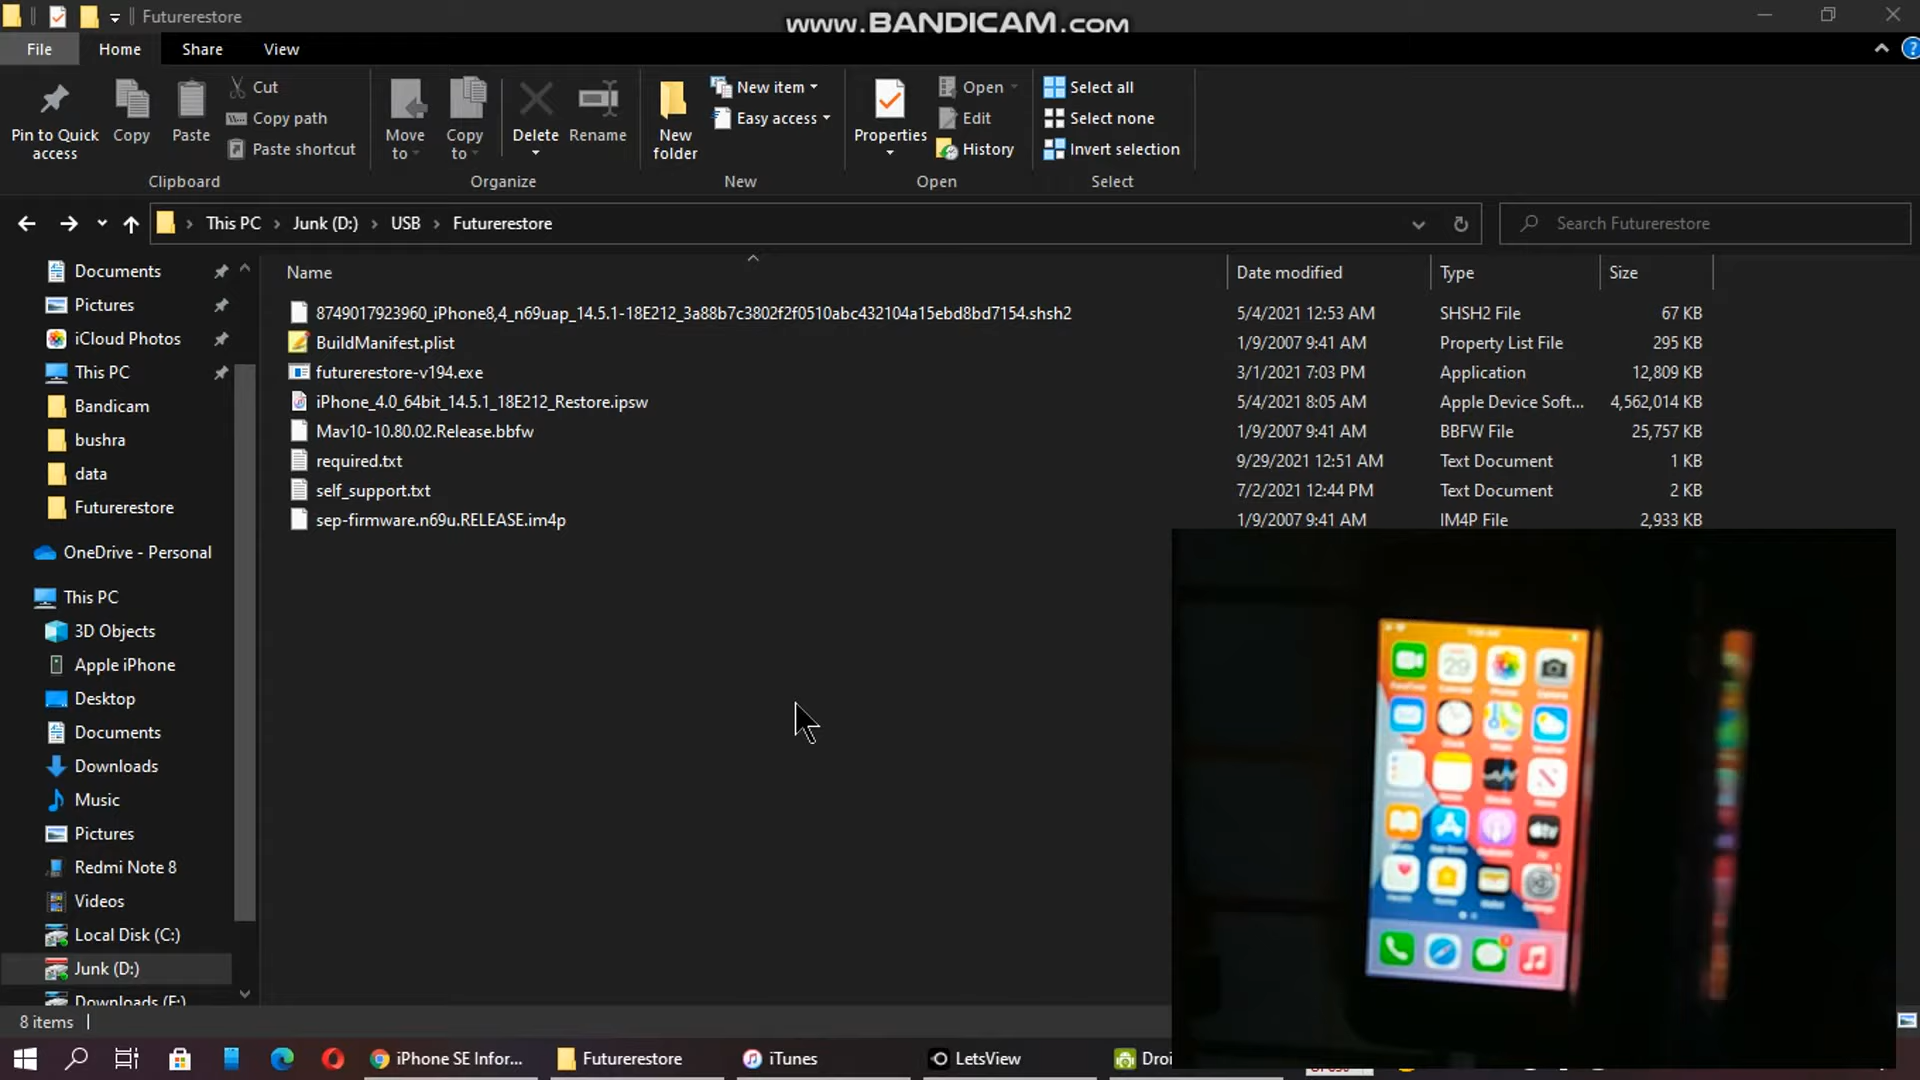 Futurerestore
www.BANDICAM.com
File Home Share View
Pin to Quick access
Copy
Paste
Cut
Copy path
Paste shortcut
Clipboard
Move to
Copy to
Delete
Rename
Organize
New folder
New item
Easy access
New
Properties
Open
Edit
History
Open
Select all
Select none
Invert selection
Select
This PC Junk (D:) USB Futurerestore
Search Futurerestore
Documents
Pictures
iCloud Photos
This PC
Bandicam
bushra
data
Futurerestore
OneDrive - Personal
This PC
3D Objects
Apple iPhone
Desktop
Documents
Downloads
Music
Pictures
Redmi Note 8
Videos
Local Disk (C:)
Junk (D:)
Downloads (E:)
Name Date modified Type Size
8749017923960_iPhone8,4_n69uap_14.5.1-18E212_3a88b7c3802f2f0510abc432104a15ebd8bd7154.shsh2 5/4/2021 12:53 AM SHSH2 File 67 KB
BuildManifest.plist 1/9/2007 9:41 AM Property List File 295 KB
futurerestore-v194.exe 3/1/2021 7:03 PM Application 12,809 KB
iPhone_4.0_64bit_14.5.1_18E212_Restore.ipsw 5/4/2021 8:05 AM Apple Device Soft... 4,562,014 KB
Mav10-10.80.02.Release.bbfw 1/9/2007 9:41 AM BBFW File 25,757 KB
required.txt 9/29/2021 12:51 AM Text Document 1 KB
self_support.txt 7/2/2021 12:44 PM Text Document 2 KB
sep-firmware.n69u.RELEASE.im4p 1/9/2007 9:41 AM IM4P File 2,933 KB
29
tv
8 items
iPhone SE Infor... Futurerestore iTunes LetsView Droi